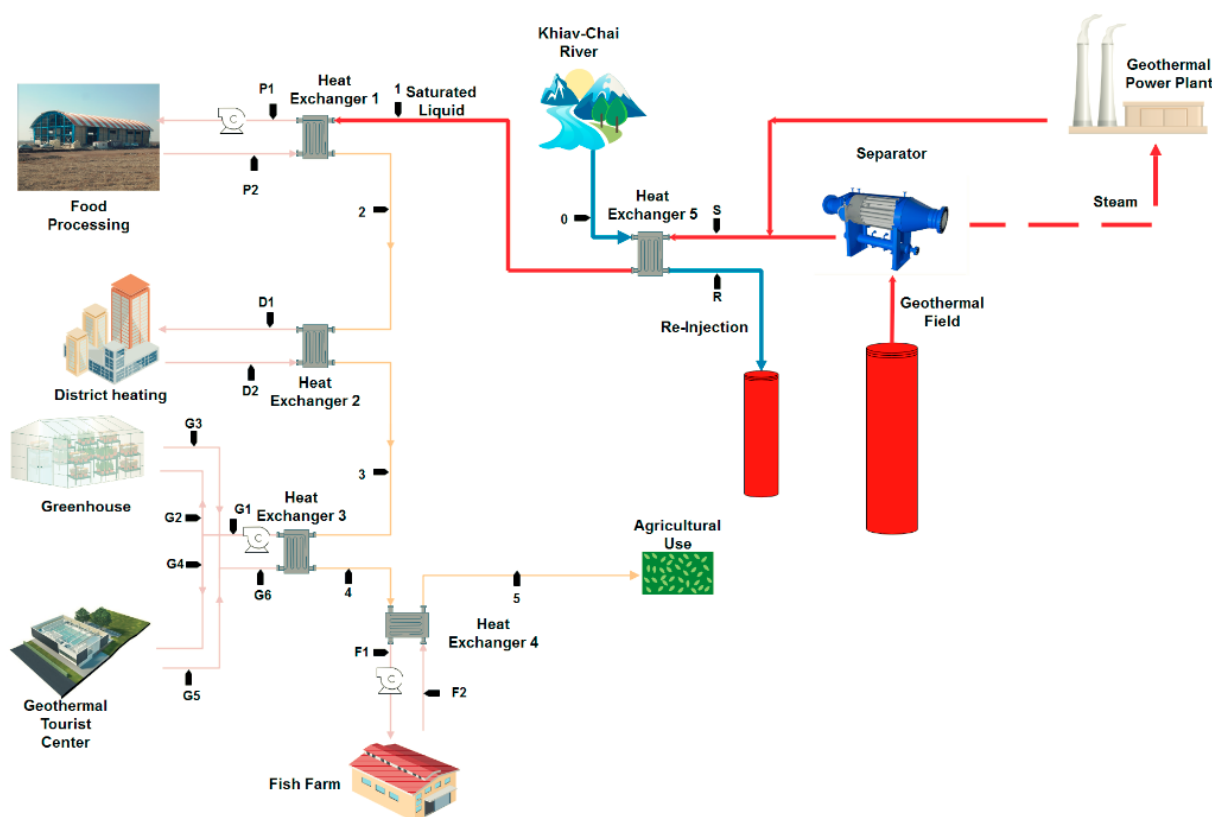 Khiav-Chai
River
Geothermal
Power Plant
P1
Heat
Exchanger 1
1
Saturated
Liquid
C
Separator
P2
Food
Processing
2
0
Heat
Exchanger 5
S
Steam
R
Geothermal
Field
Re-Injection
D1
District heating
D2
Heat
Exchanger 2
G3
Greenhouse
G2
G1
C
Heat
Exchanger 3
3
G4
G6
4
5
Agricultural
Use
Heat
Exchanger 4
F1
C
F2
G5
Geothermal
Tourist
Center
Fish Farm